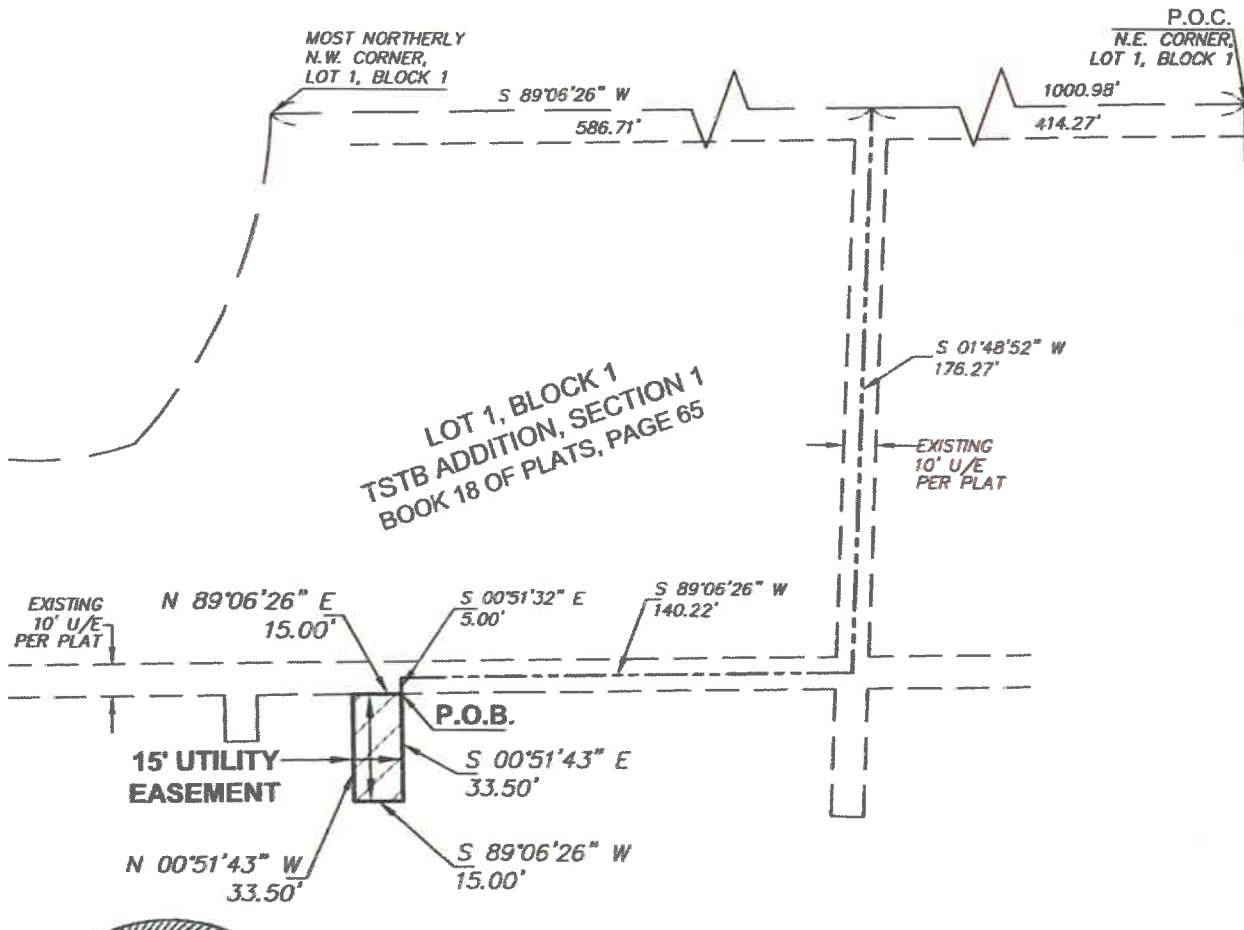 P.O.C.
N.E. CORNER,
LOT 1, BLOCK 1
MOST NORTHERLY
N.W. CORNER,
LOT 1, BLOCK 1
S 89°06'26" W
586.71'
1000.98'
414.27'
S 01°48'52" W
176.27'
LOT 1, BLOCK 1
TSTB ADDITION, SECTION 1
BOOK 18 OF PLATS, PAGE 65
EXISTING
10' U/E
PER PLAT
EXISTING
10' U/E
PER PLAT
N 89°06'26" E
15.00'
S 00°51'32" E
5.00'
S 89°06'26" W
140.22'
P.O.B.
15' UTILITY
EASEMENT
S 00°51'43" E
33.50'
N 00°51'43" W
33.50'
S 89°06'26" W
15.00'